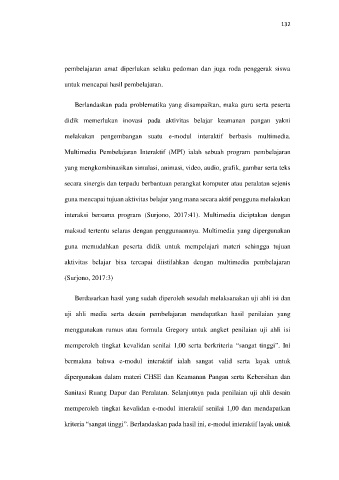 132
pembelajaran amat diperlukan selaku pedoman dan juga roda penggerak siswa
untuk mencapai hasil pembelajaran.
Berlandaskan pada problematika yang disampaikan, maka guru serta peserta
didik memerlukan inovasi pada aktivitas belajar keamanan pangan yakni
melakukan pengembangan suatu e-modul interaktif berbasis multimedia.
Multimedia Pembelajaran Interaktif (MPI) ialah sebuah program pembelajaran
yang mengkombinasikan simulasi, animasi, video, audio, grafik, gambar serta teks
secara sinergis dan terpadu berbantuan perangkat komputer atau peralatan sejenis
guna mencapai tujuan aktivitas belajar yang mana secara aktif pengguna melakukan
interaksi bersama program (Surjono, 2017:41). Multimedia diciptakan dengan
maksud tertentu selaras dengan penggunaannya. Multimedia yang dipergunakan
guna memudahkan peserta didik untuk mempelajari materi sehingga tujuan
aktivitas belajar bisa tercapai diistilahkan dengan multimedia pembelajaran
(Surjono, 2017:3)
Berdasarkan hasil yang sudah diperoleh sesudah melaksanakan uji ahli isi dan
uji ahli media serta desain pembelajaran mendapatkan hasil penilaian yang
menggunakan rumus atau formula Gregory untuk angket penilaian uji ahli isi
memperoleh tingkat kevalidan senilai 1,00 serta berkriteria “sangat tinggi”. Ini
bermakna bahwa e-modul interaktif ialah sangat valid serta layak untuk
dipergunakan dalam materi CHSE dan Keamanan Pangan serta Kebersihan dan
Sanitasi Ruang Dapur dan Peralatan. Selanjutnya pada penilaian uji ahli desain
memperoleh tingkat kevalidan e-modul interaktif senilai 1,00 dan mendapatkan
kriteria “sangat tinggi”. Berlandaskan pada hasil ini, e-modul interaktif layak untuk